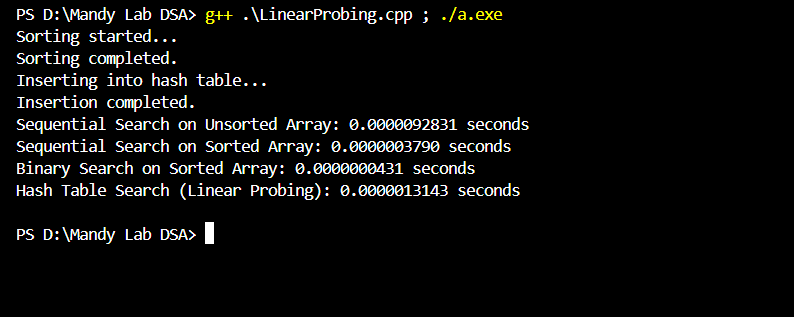 PS D:\Mandy Lab DSA> g++ .\LinearProbing.cpp ; ./a.exe
Sorting started...
Sorting completed.
Inserting into hash table...
Insertion completed.
Sequential Search on Unsorted Array: 0.0000092831 seconds
Sequential Search on Sorted Array: 0.0000003790 seconds
Binary Search on Sorted Array: 0.0000000431 seconds
Hash Table Search (Linear Probing): 0.0000013143 seconds
PS D:\Mandy Lab DSA>